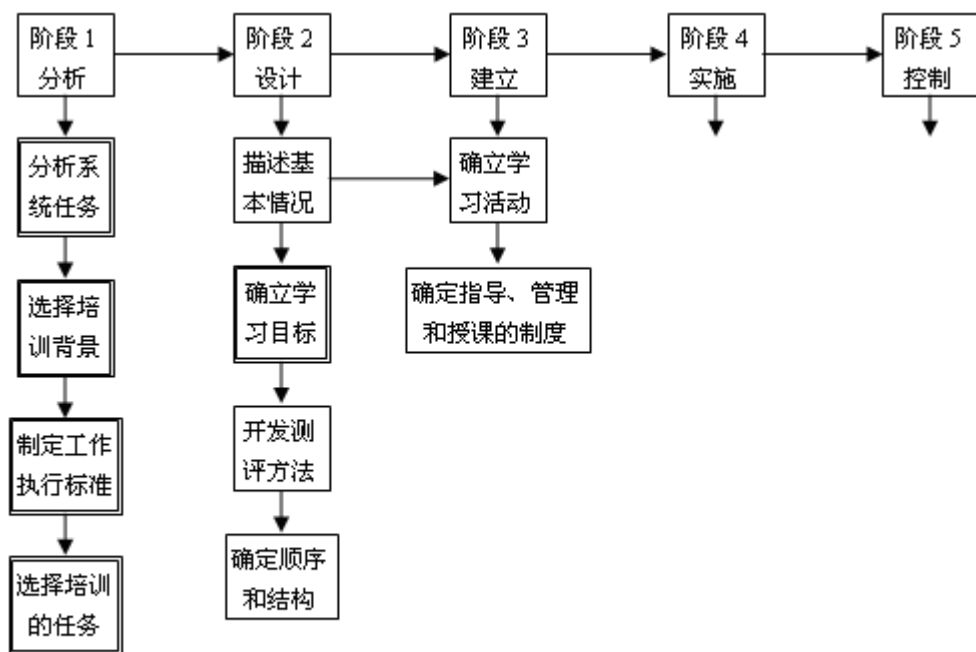 阶段 1
分析
阶段 2
设计
阶段 3
建立
阶段 4
实施
阶段 5
控制
分析系
统任务
描述基
本情况
确立学
习活动
选择培
训背景
确立学
习目标
确定指导、管理
和授课的制度
制定工作
执行标准
开发测
评方法
选择培训
的任务
确定顺序
和结构